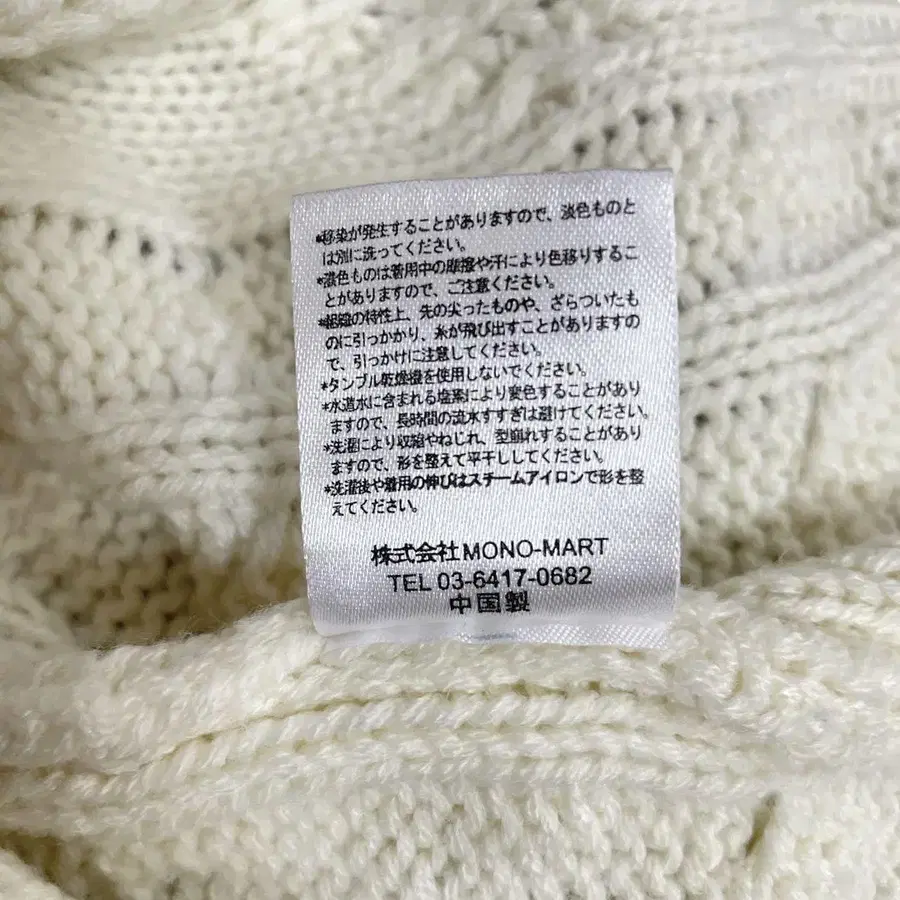 *移染が発生することがありますので、淡色ものと
は別に洗ってください。
*濃色ものは着用中の摩擦や汗により色移りするこ
とがありますので、ご注意ください。
*組織の特性上、先の尖ったものや、ざらついたも
のに引っかかり、糸が飛び出すことがありますの
で、引っかけに注意してください。
*タンブル乾燥機を使用しないでください。
*水道水に含まれる塩素により変色することがあり
ますので、長時間の流水すすぎは避けてください。
*洗濯により収縮やねじれ、型崩れすることがあり
ますので、形を整えて平干ししてください。
*洗濯後や着用の伸びはスチームアイロンで形を整
えてください。
株式会社MONO-MART
TEL 03-6417-0682
中国製